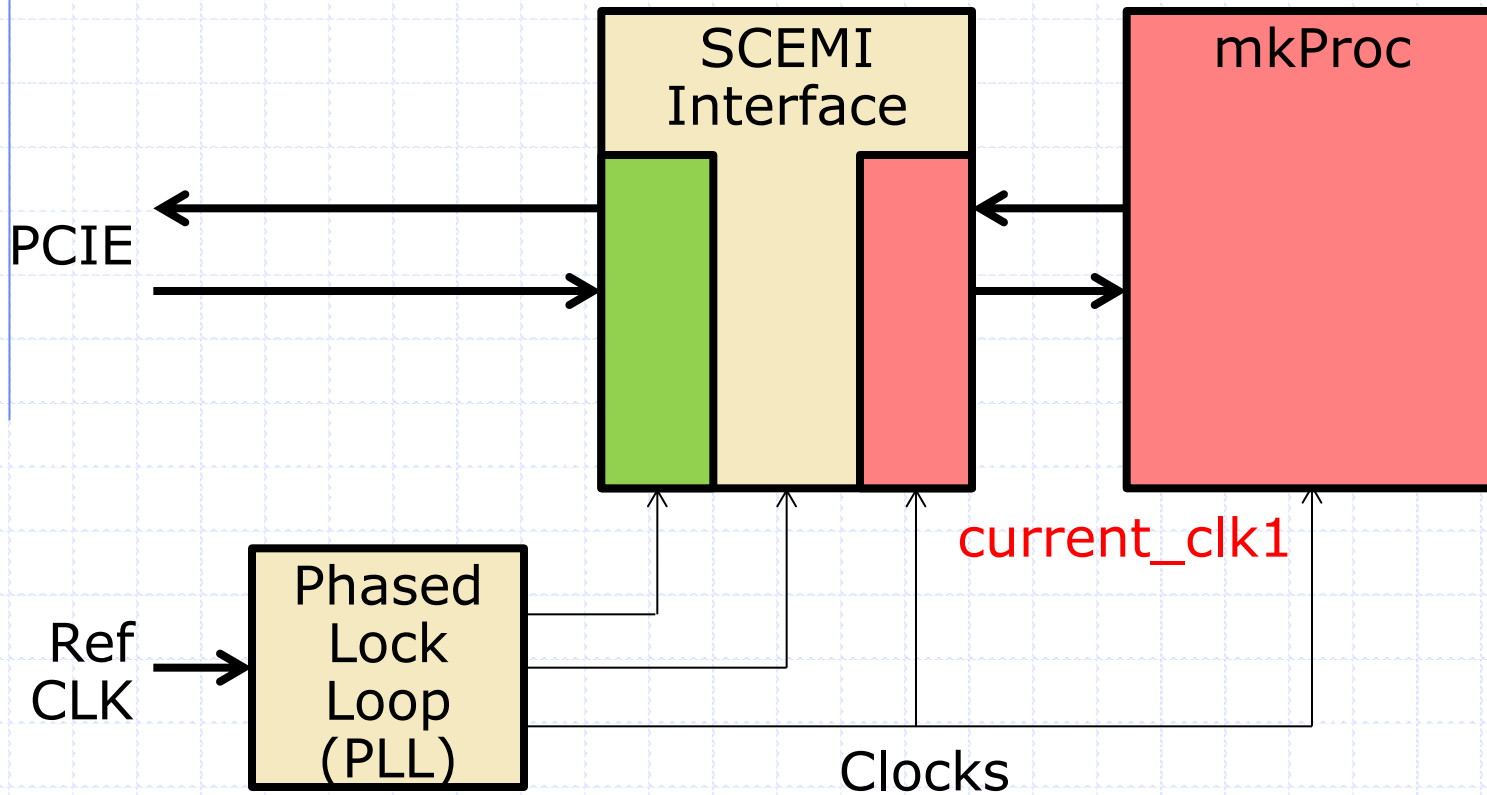 SCEMI
Interface
mkProc
PCIE
current_clk1
Phased
Lock
Loop
(PLL)
Ref
CLK
Clocks